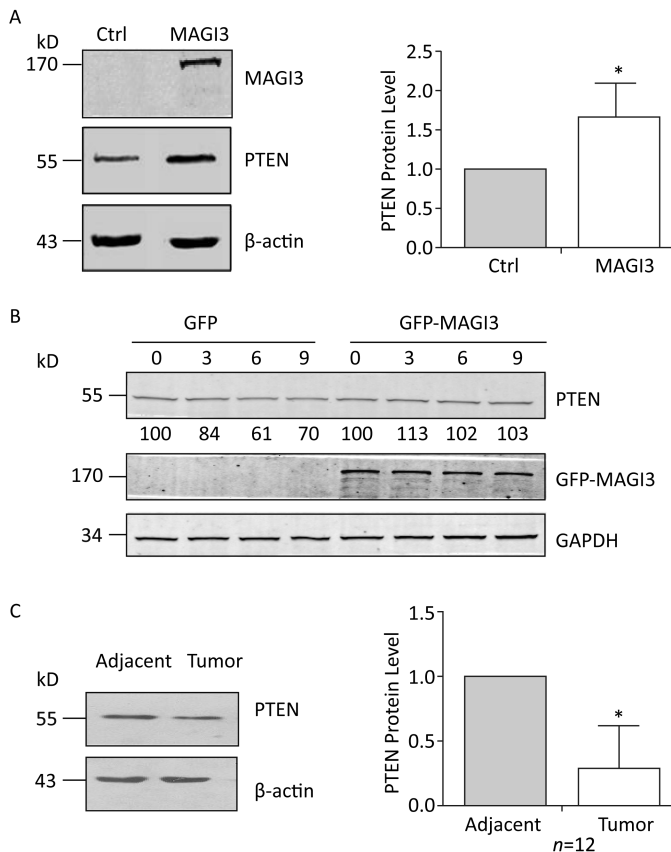 A
kD
Ctrl MAGI3
170
MAGI3
55
PTEN
43
β-actin
PTEN Protein Level
2.5
2.0
1.5
1.0
0.5
0.0
*
Ctrl MAGI3
B
GFP GFP-MAGI3
kD
0 3 6 9 0 3 6 9
55
PTEN
100 84 61 70 100 113 102 103
170
GFP-MAGI3
34
GAPDH
C
Adjacent Tumor
kD
55
PTEN
43
β-actin
PTEN Protein Level
1.5
1.0
0.5
0.0
*
Adjacent Tumor
n=12